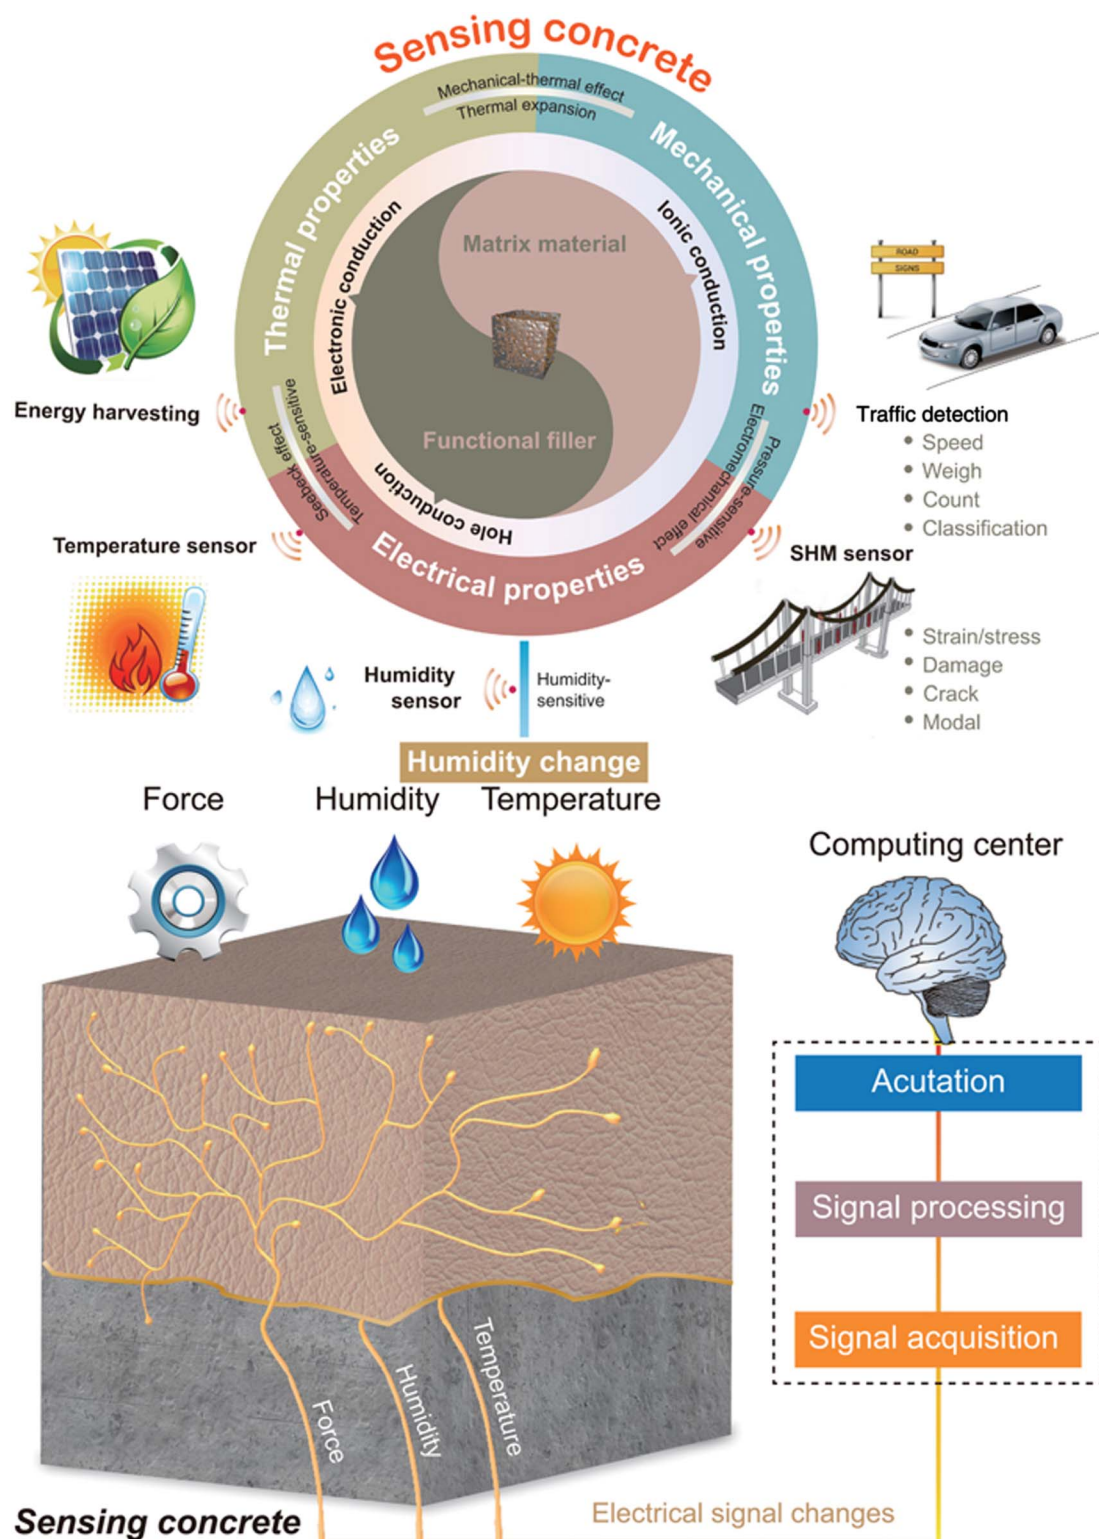 Sensing concrete
Mechanical-thermal effect
Thermal expansion
Thermal properties
Mechanical properties
Electronic conduction
Ionic conduction
Matrix material
Functional filler
Hole conduction
Electrical properties
Seebeck effect
Temperature-sensitive
Pressure-sensitive
Electromechanical effect
Energy harvesting
ROAD
SIGNS
Traffic detection
• Speed
• Weigh
• Count
• Classification
Temperature sensor
SHM sensor
• Strain/stress
• Damage
• Crack
• Modal
Humidity
sensor
Humidity-
sensitive
Humidity change
Force
Humidity
Temperature
Computing center
Acutation
Signal processing
Signal acquisition
Force
Humidity
Temperature
Sensing concrete
Electrical signal changes